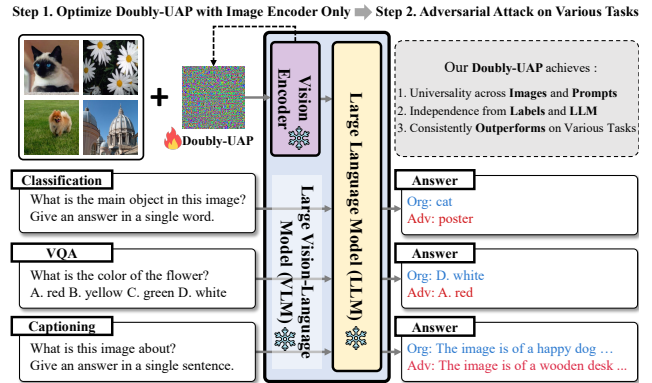 Step 1. Optimize Doubly-UAP with Image Encoder Only
Step 2. Adversarial Attack on Various Tasks
Doubly-UAP
Vision
Encoder
Large Language Model (LLM)
Large Vision-Language
Model (VLM)
Our Doubly-UAP achieves :
1. Universality across Images and Prompts
2. Independence from Labels and LLM
3. Consistently Outperforms on Various Tasks
Classification
What is the main object in this image?
Give an answer in a single word.
Answer
Org: cat
Adv: poster
VQA
What is the color of the flower?
A. red B. yellow C. green D. white
Answer
Org: D. white
Adv: A. red
Captioning
What is this image about?
Give an answer in a single sentence.
Answer
Org: The image is of a happy dog …
Adv: The image is of a wooden desk ...